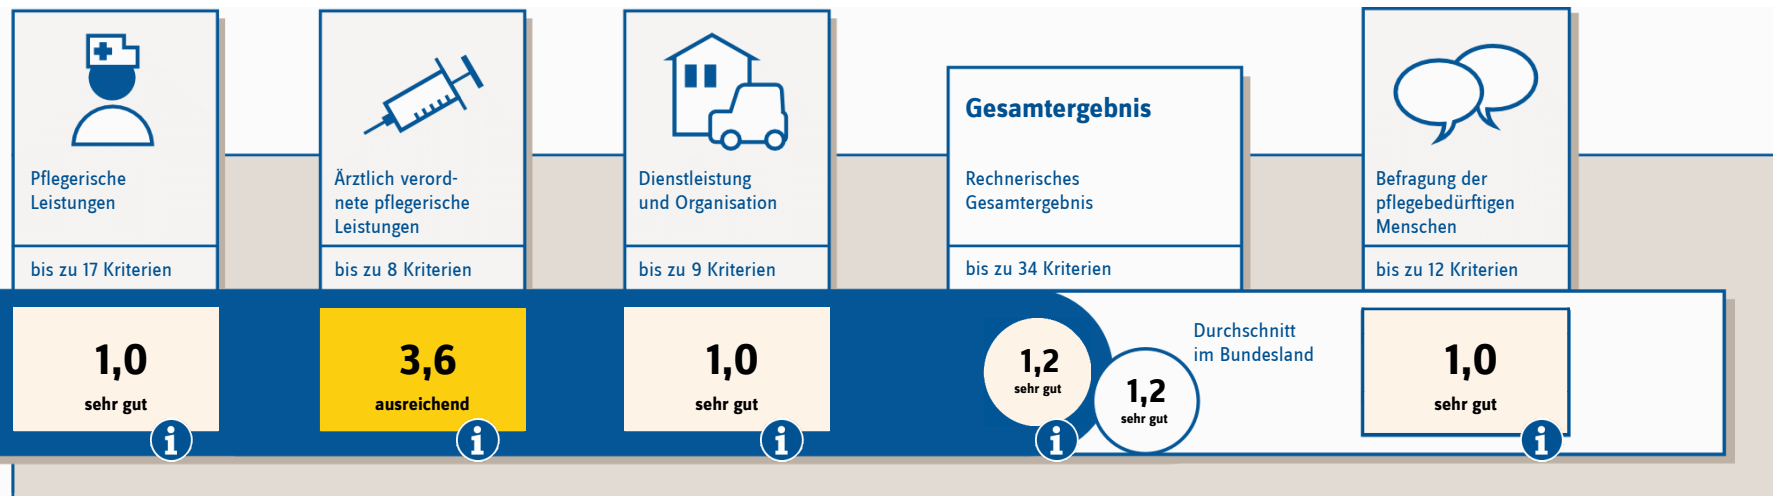 Pflegerische
Leistungen
bis zu 17 Kriterien
1,0
sehr gut
i
Ärztlich verord-
nete pflegerische
Leistungen
bis zu 8 Kriterien
3,6
ausreichend
i
Dienstleistung
und Organisation
bis zu 9 Kriterien
1,0
sehr gut
i
Gesamtergebnis
Rechnerisches
Gesamtergebnis
bis zu 34 Kriterien
1,2
sehr gut
i
Durchschnitt
im Bundesland
1,2
sehr gut
Befragung der
pflegebedürftigen
Menschen
bis zu 12 Kriterien
1,0
sehr gut
i